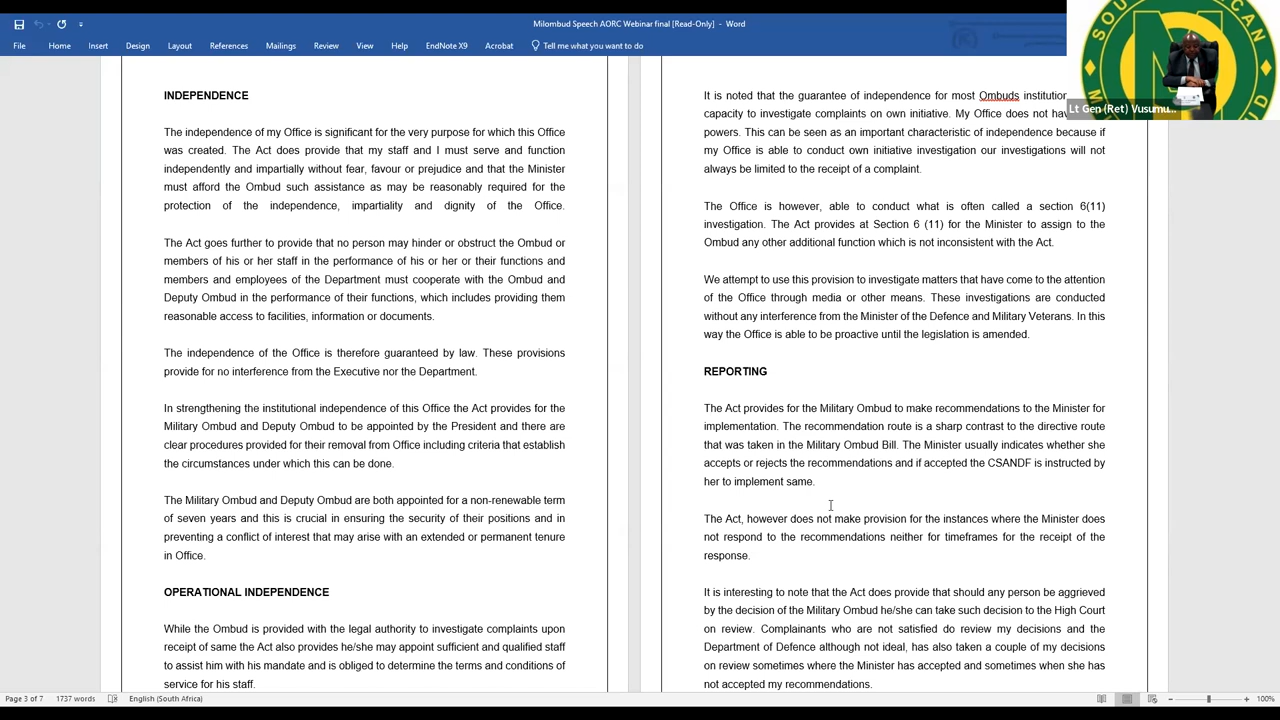 Milombud Speech AORC Webinar final [Read-Only] - Word
File Home Insert Design Layout References Mailings Review View Help EndNote X9 Acrobat Tell me what you want to do
INDEPENDENCE
The independence of my Office is significant for the very purpose for which this Office
was created. The Act does provide that my staff and I must serve and function
independently and impartially without fear, favour or prejudice and that the Minister
must afford the Ombud such assistance as may be reasonably required for the
protection of the independence, impartiality and dignity of the Office.
The Act goes further to provide that no person may hinder or obstruct the Ombud or
members of his or her staff in the performance of his or her or their functions and
members and employees of the Department must cooperate with the Ombud and
Deputy Ombud in the performance of their functions, which includes providing them
reasonable access to facilities, information or documents.
The independence of the Office is therefore guaranteed by law. These provisions
provide for no interference from the Executive nor the Department.
In strengthening the institutional independence of this Office the Act provides for the
Military Ombud and Deputy Ombud to be appointed by the President and there are
clear procedures provided for their removal from Office including criteria that establish
the circumstances under which this can be done.
The Military Ombud and Deputy Ombud are both appointed for a non-renewable term
of seven years and this is crucial in ensuring the security of their positions and in
preventing a conflict of interest that may arise with an extended or permanent tenure
in Office.
OPERATIONAL INDEPENDENCE
While the Ombud is provided with the legal authority to investigate complaints upon
receipt of same the Act also provides he/she may appoint sufficient and qualified staff
to assist him with his mandate and is obliged to determine the terms and conditions of
service for his staff.
It is noted that the guarantee of independence for most Ombuds institution
capacity to investigate complaints on own initiative. My Office does not hav
powers. This can be seen as an important characteristic of independence because if
my Office is able to conduct own initiative investigation our investigations will not
always be limited to the receipt of a complaint.
The Office is however, able to conduct what is often called a section 6(11)
investigation. The Act provides at Section 6 (11) for the Minister to assign to the
Ombud any other additional function which is not inconsistent with the Act.
We attempt to use this provision to investigate matters that have come to the attention
of the Office through media or other means. These investigations are conducted
without any interference from the Minister of the Defence and Military Veterans. In this
way the Office is able to be proactive until the legislation is amended.
REPORTING
The Act provides for the Military Ombud to make recommendations to the Minister for
implementation. The recommendation route is a sharp contrast to the directive route
that was taken in the Military Ombud Bill. The Minister usually indicates whether she
accepts or rejects the recommendations and if accepted the CSANDF is instructed by
her to implement same.
The Act, however does not make provision for the instances where the Minister does
not respond to the recommendations neither for timeframes for the receipt of the
response.
It is interesting to note that the Act does provide that should any person be aggrieved
by the decision of the Military Ombud he/she can take such decision to the High Court
on review. Complainants who are not satisfied do review my decisions and the
Department of Defence although not ideal, has also taken a couple of my decisions
on review sometimes where the Minister has accepted and sometimes when she has
not accepted my recommendations.
Lt Gen (Ret) Vusumu...
Page 3 of 7 1737 words English (South Africa) 100%